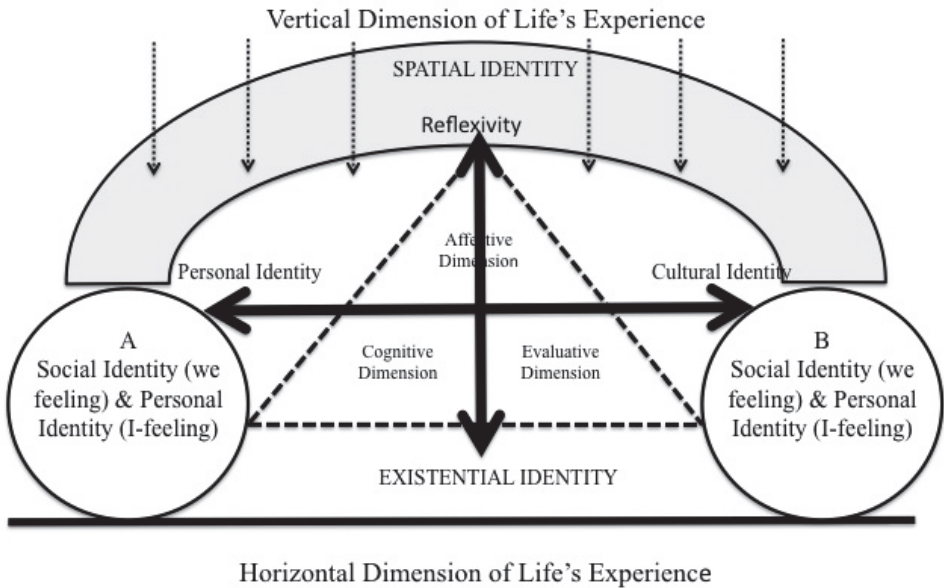 Vertical Dimension of Life's Experience
SPATIAL IDENTITY
Reflexivity
Affective
Dimension
Personal Identity
Cultural Identity
A
Social Identity (we
feeling) & Personal
Identity (I-feeling)
Cognitive
Dimension
Evaluative
Dimension
B
Social Identity (we
feeling) & Personal
Identity (I-feeling)
EXISTENTIAL IDENTITY
Horizontal Dimension of Life's Experience